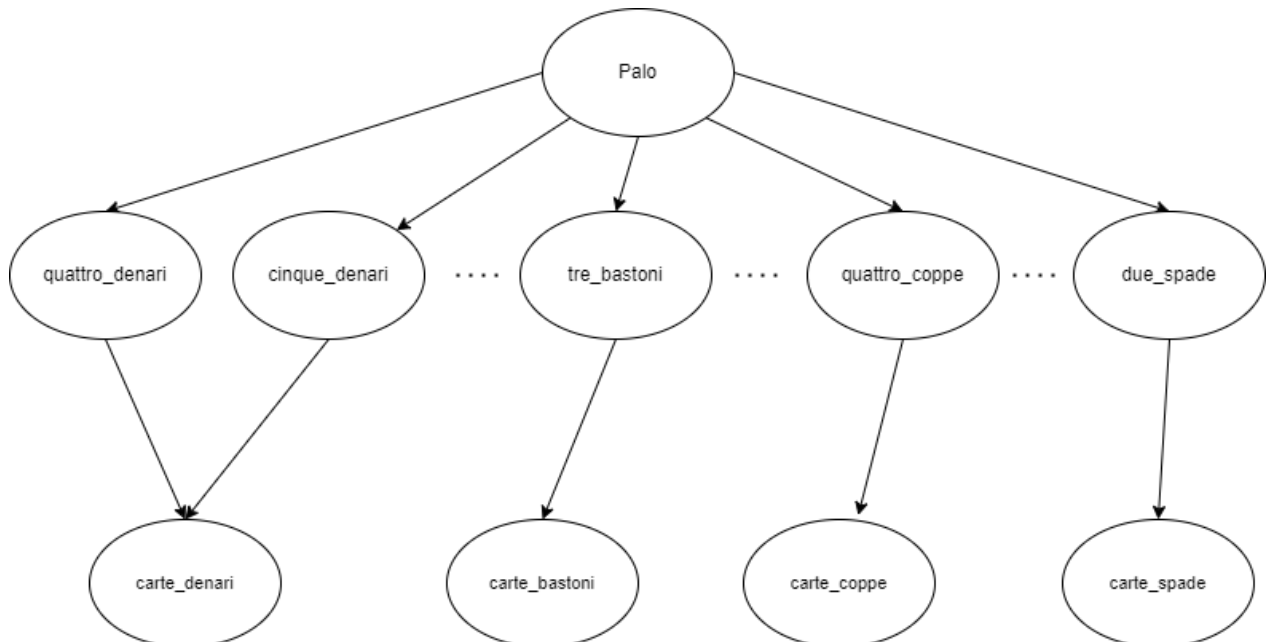 Palo
quattro_denari
cinque_denari
....
tre_bastoni
....
quattro_coppe
....
due_spade
carte_denari
carte_bastoni
carte_coppe
carte_spade